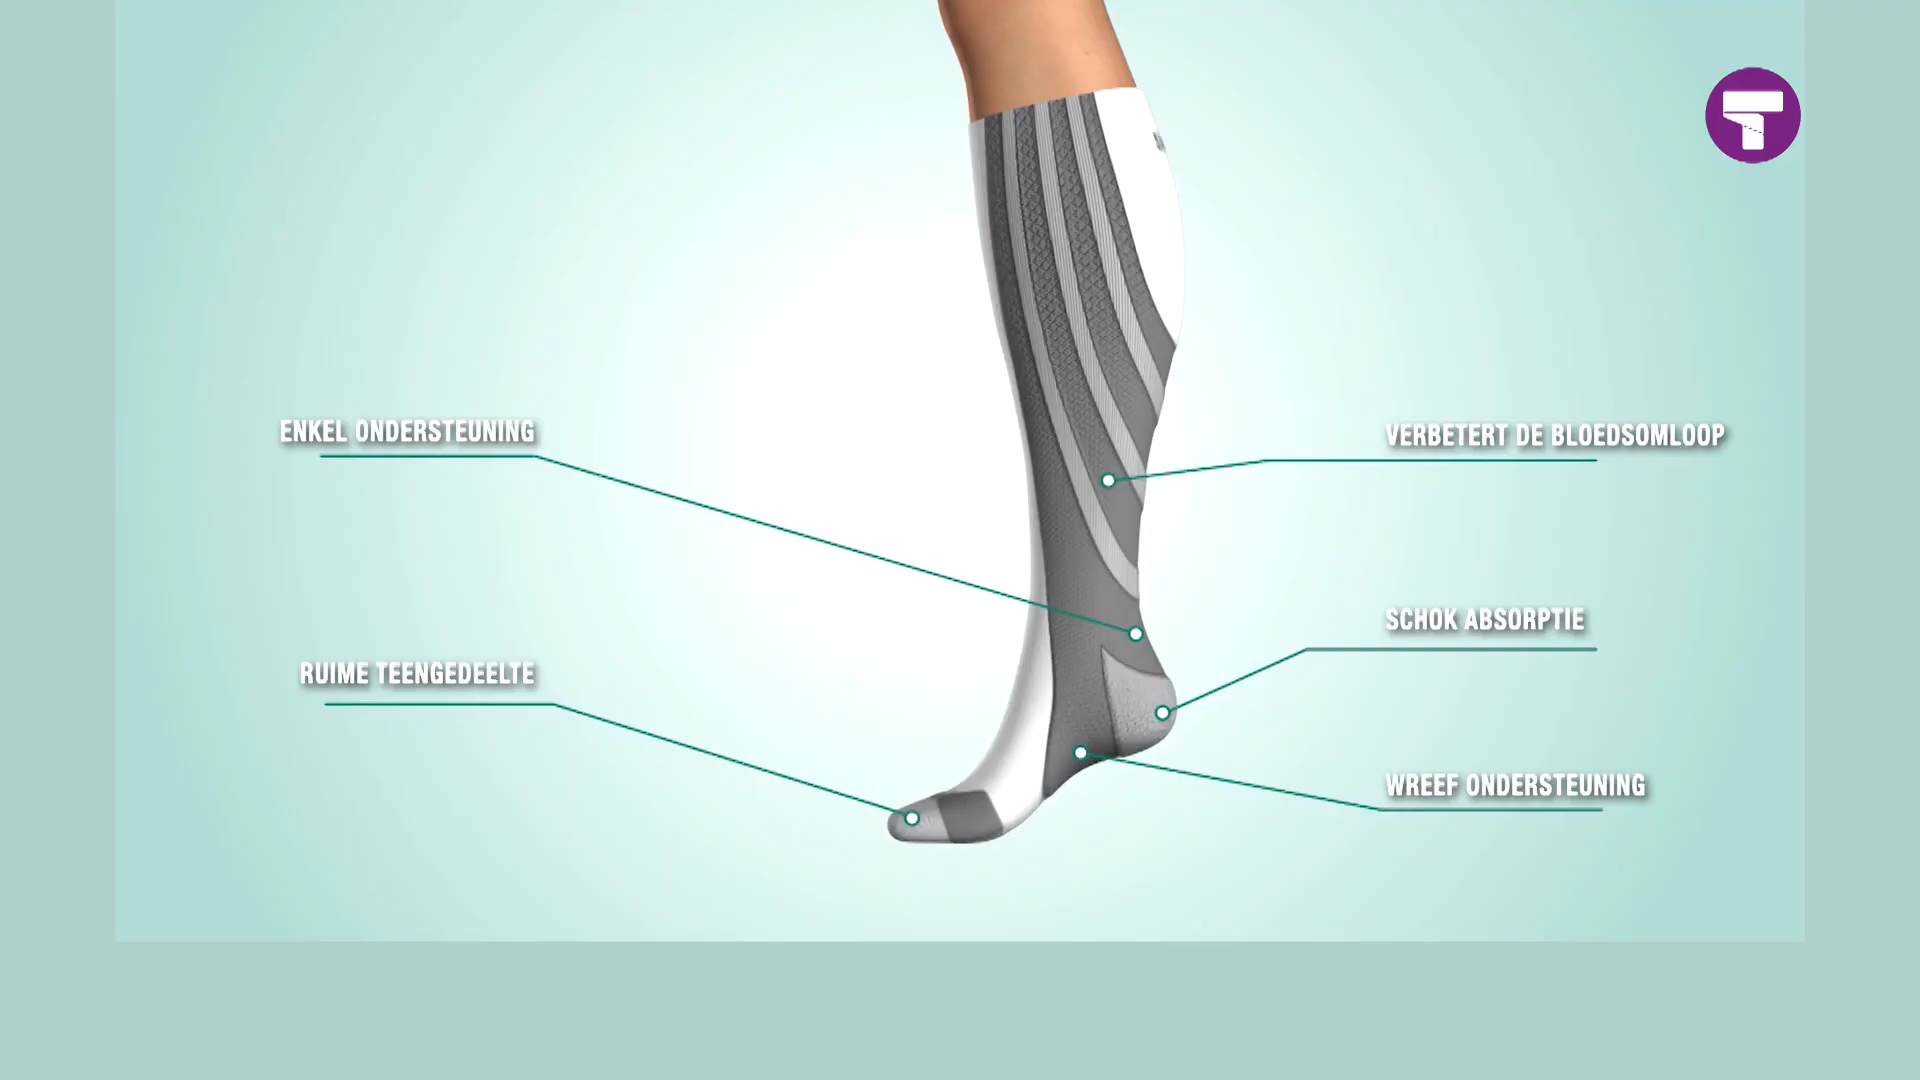 ENKEL ONDERSTEUNING
VERBETERT DE BLOEDSOMLOOP
SCHOK ABSORPTIE
RUIME TEENGEDEELTE
WREEF ONDERSTEUNING